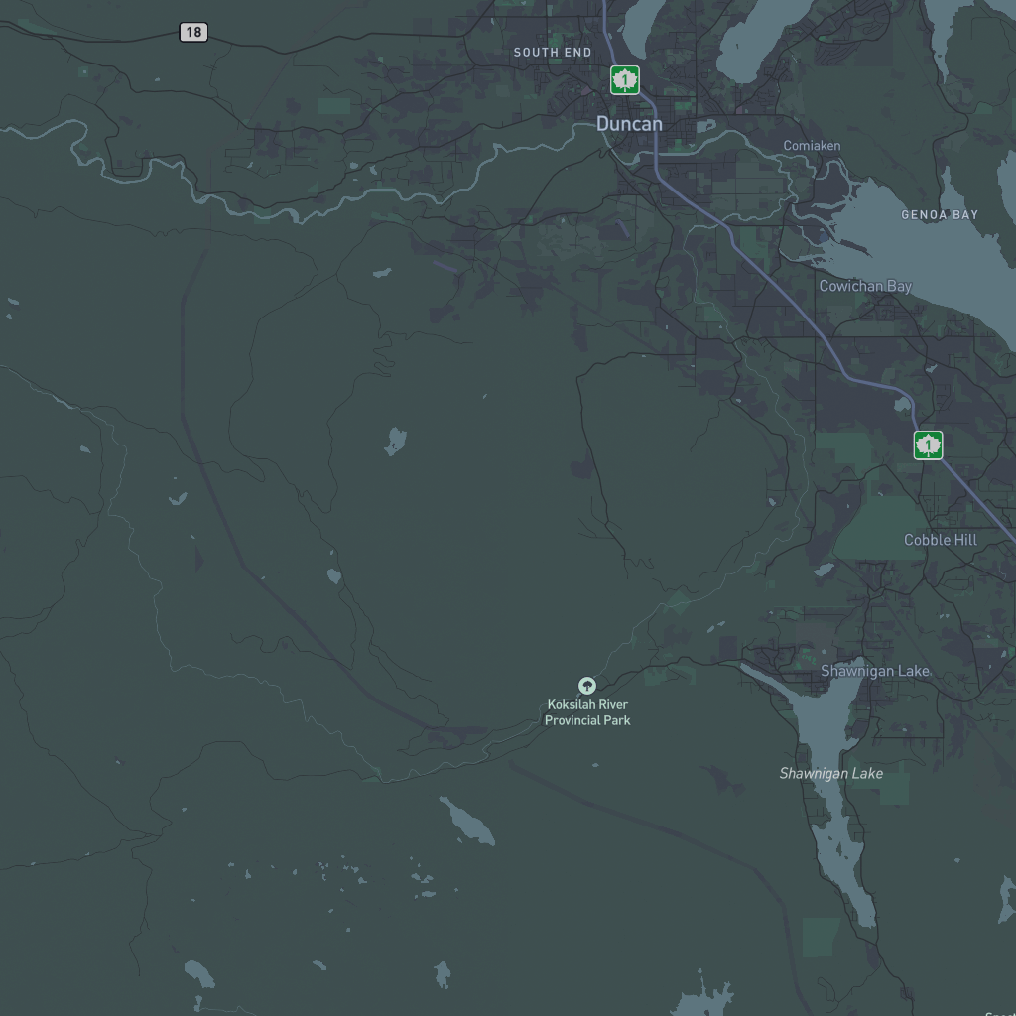 18
SOUTH END
1
Duncan
Comiaken
GENOA BAY
Cowichan Bay
1
Cobble Hill
Shawnigan Lake
Koksilah River
Provincial Park
Shawnigan Lake